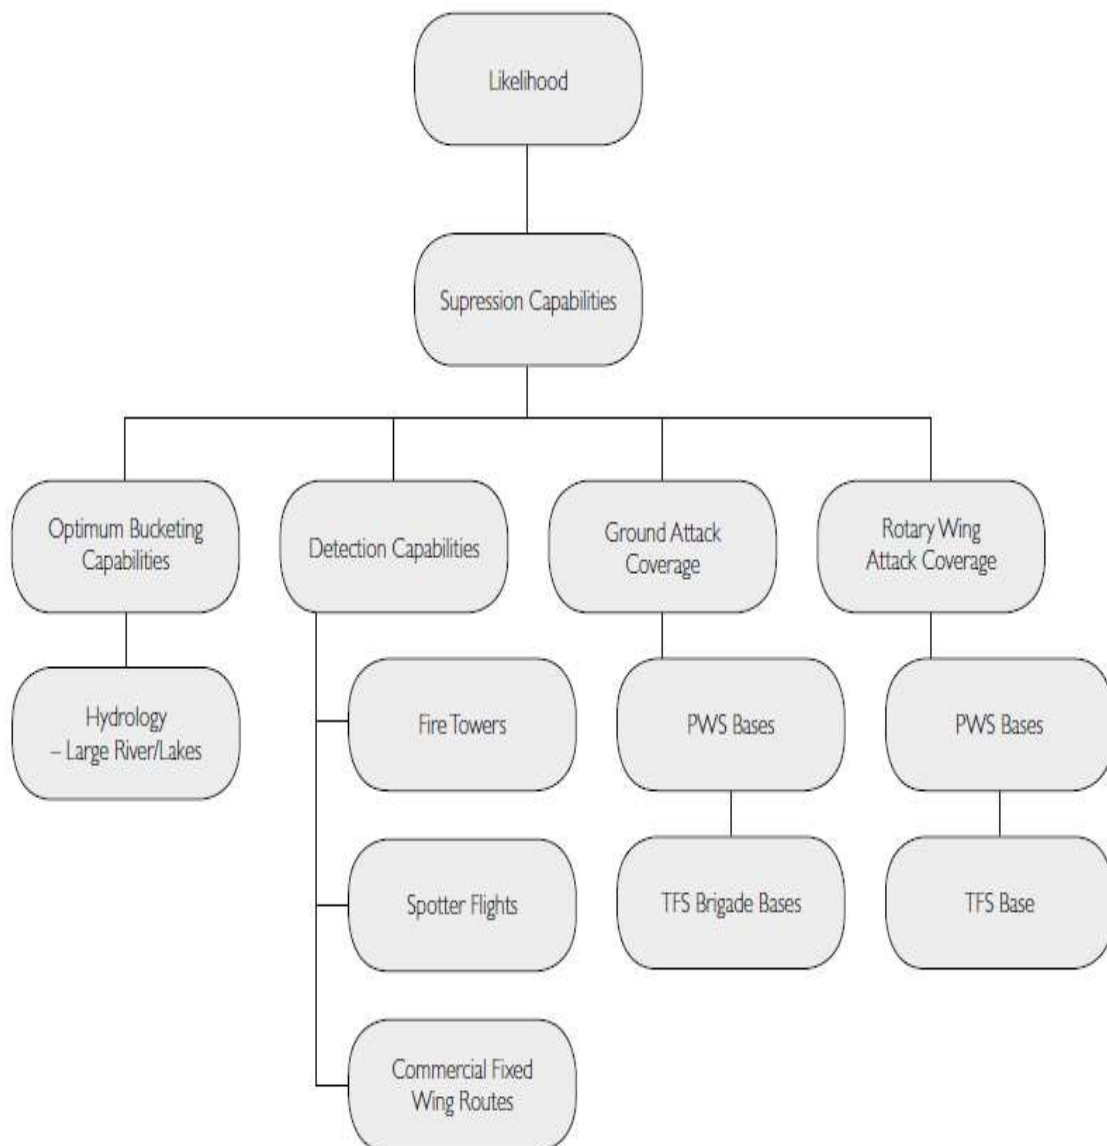 Likelihood
Supression Capabilities
Optimum Bucketing
Capabilities
Detection Capabilities
Ground Attack
Coverage
Rotary Wing
Attack Coverage
Hydrology
– Large River/Lakes
Fire Towers
PWS Bases
PWS Bases
Spotter Flights
TFS Brigade Bases
TFS Base
Commercial Fixed
Wing Routes